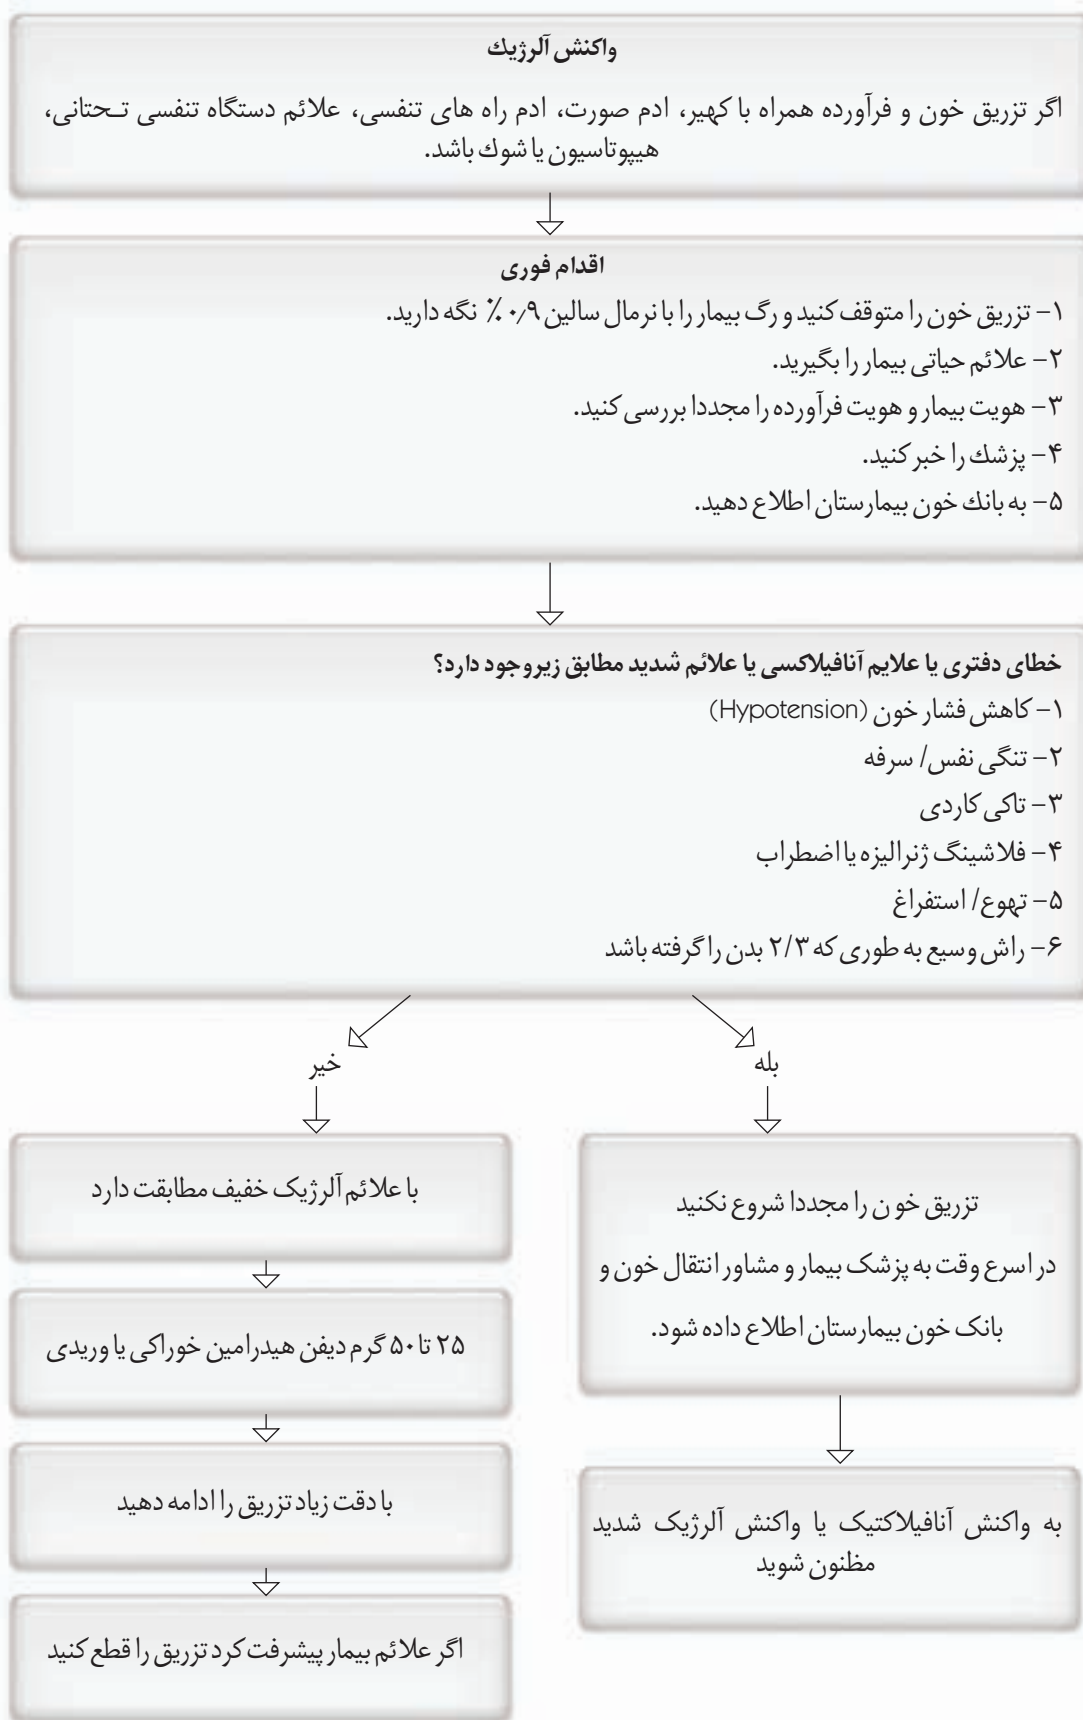 واکنش آلرژیك
اگر تزریق خون و فرآورده همراه با کهیر، ادم صورت، ادم راه های تنفسی، علائم دستگاه تنفسی تـحتانی،
هیپوتاسیون یا شوك باشد.
اقدام فوری
۱- تزریق خون را متوقف کنید و رگ بیمار را با نرمال سالین ۰٫۹ ٪ نگه دارید.
۲- علائم حیاتی بیمار را بگیرید.
۳- هویت بیمار و هویت فرآورده را مجددا بررسی کنید.
۴- پزشك را خبر کنید.
۵- به بانك خون بیمارستان اطلاع دهید.
خطای دفتری یا علایم آنافیلاکسی یا علائم شدید مطابق زیروجود دارد؟
۱- کاهش فشار خون (Hypotension)
۲- تنگی نفس/ سرفه
۳- تاکی کاردی
۴- فلاشینگ ژنرالیزه یا اضطراب
۵- تهوع/ استفراغ
۶- راش وسیع به طوری که ۲/۳ بدن را گرفته باشد
بله
خیر
تزریق خو ن را مجددا شروع نکنید
در اسرع وقت به پزشک بیمار و مشاور انتقال خون و
بانک خون بیمارستان اطلاع داده شود.
به واکنش آنافیلاکتیک یا واکنش آلرژیک شدید
مظنون شوید
با علائم آلرژیک خفیف مطابقت دارد
۲۵ تا ۵۰ گرم دیفن هیدرامین خوراکی یا وریدی
با دقت زیاد تزریق را ادامه دهید
اگر علائم بیمار پیشرفت کرد تزریق را قطع کنید